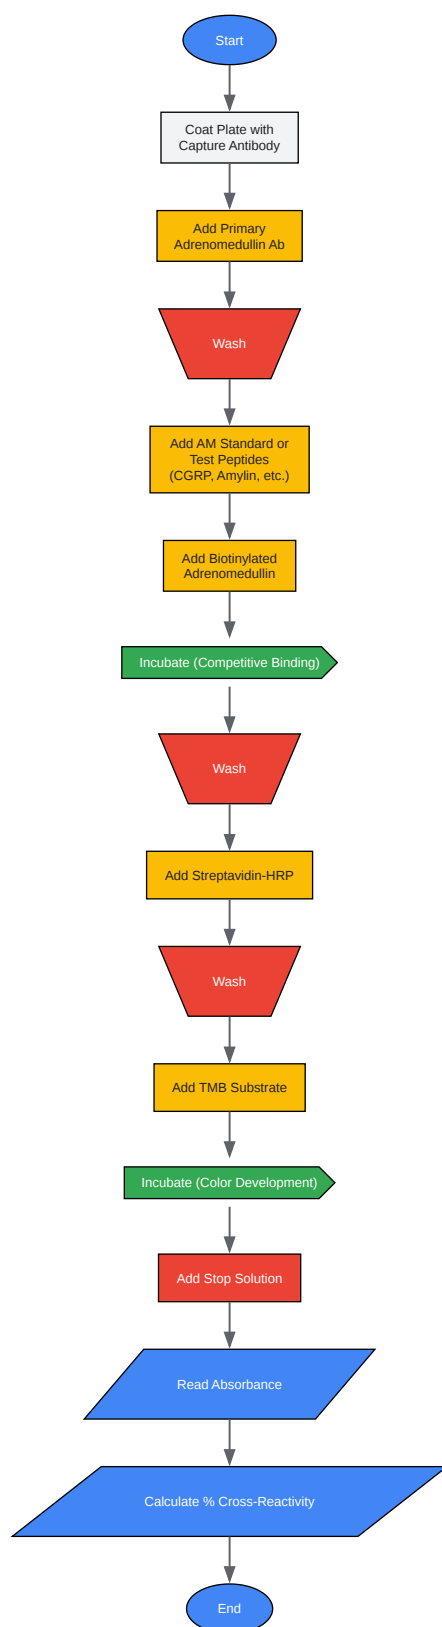 Start
Coat Plate with
Capture Antibody
Add Primary
Adrenomedullin Ab
Wash
Add AM Standard or
Test Peptides
(CGRP, Amylin, etc.)
Add Biotinylated
Adrenomedullin
Incubate (Competitive Binding)
Wash
Add Streptavidin-HRP
Wash
Add TMB Substrate
Incubate (Color Development)
Add Stop Solution
Read Absorbance
Calculate % Cross-Reactivity
End